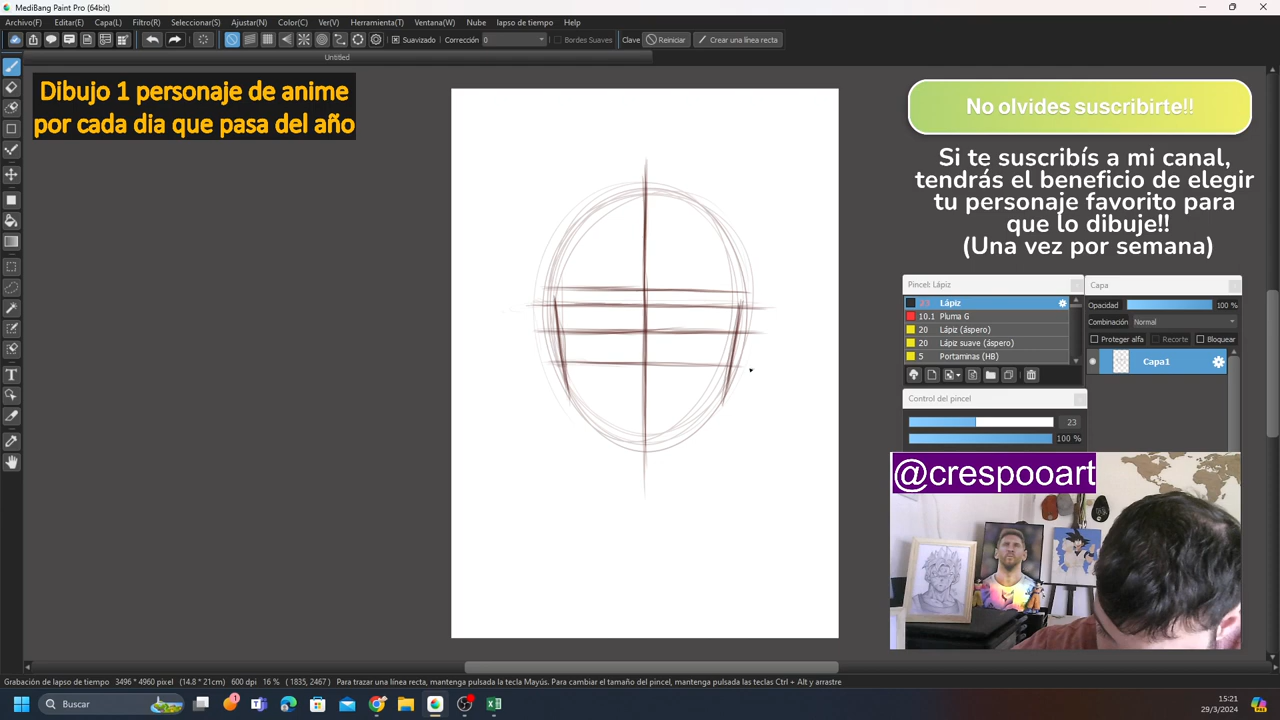 MediBang Paint Pro (64bit)
Archivo(F) Editar(E) Capa(L) Filtro(R) Seleccionar(S) Ajustar(N) Color(C) Ver(V) Herramienta(T) Ventana(W) Nube lapso de tiempo Help
Suavizado Corrección 0 Bordes Suaves Clave Reiniciar Crear una línea recta
Untitled
Dibujo 1 personaje de anime
por cada dia que pasa del año
No olvides suscribirte!!
Si te suscribís a mi canal,
tendrás el beneficio de elegir
tu personaje favorito para
que lo dibuje!!
(Una vez por semana)
Pincel: Lápiz
23 Lápiz
10.1 Pluma G
20 Lápiz (áspero)
20 Lápiz suave (áspero)
5 Portaminas (HB)
Control del pincel
23
100 %
Capa
Opacidad 100 %
Combinación Normal
Proteger alfa Recorte Bloquear
Capa1
@crespooart
Grabación de lapso de tiempo 3496 * 4960 pixel (14.8 * 21cm) 600 dpi 16 % ( 1835, 2467 ) Para trazar una línea recta, mantenga pulsada la tecla Mayús. Para cambiar el tamaño del pincel, mantenga pulsadas las teclas Ctrl + Alt y arrastre
Buscar
15:21
29/3/2024